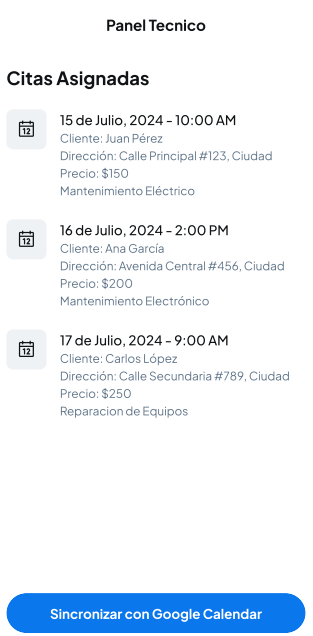 Panel Tecnico
Citas Asignadas
12
15 de Julio, 2024 - 10:00 AM
Cliente: Juan Pérez
Dirección: Calle Principal #123, Ciudad
Precio: $150
Mantenimiento Eléctrico
12
16 de Julio, 2024 - 2:00 PM
Cliente: Ana García
Dirección: Avenida Central #456, Ciudad
Precio: $200
Mantenimiento Electrónico
12
17 de Julio, 2024 - 9:00 AM
Cliente: Carlos López
Dirección: Calle Secundaria #789, Ciudad
Precio: $250
Reparacion de Equipos
Sincronizar con Google Calendar